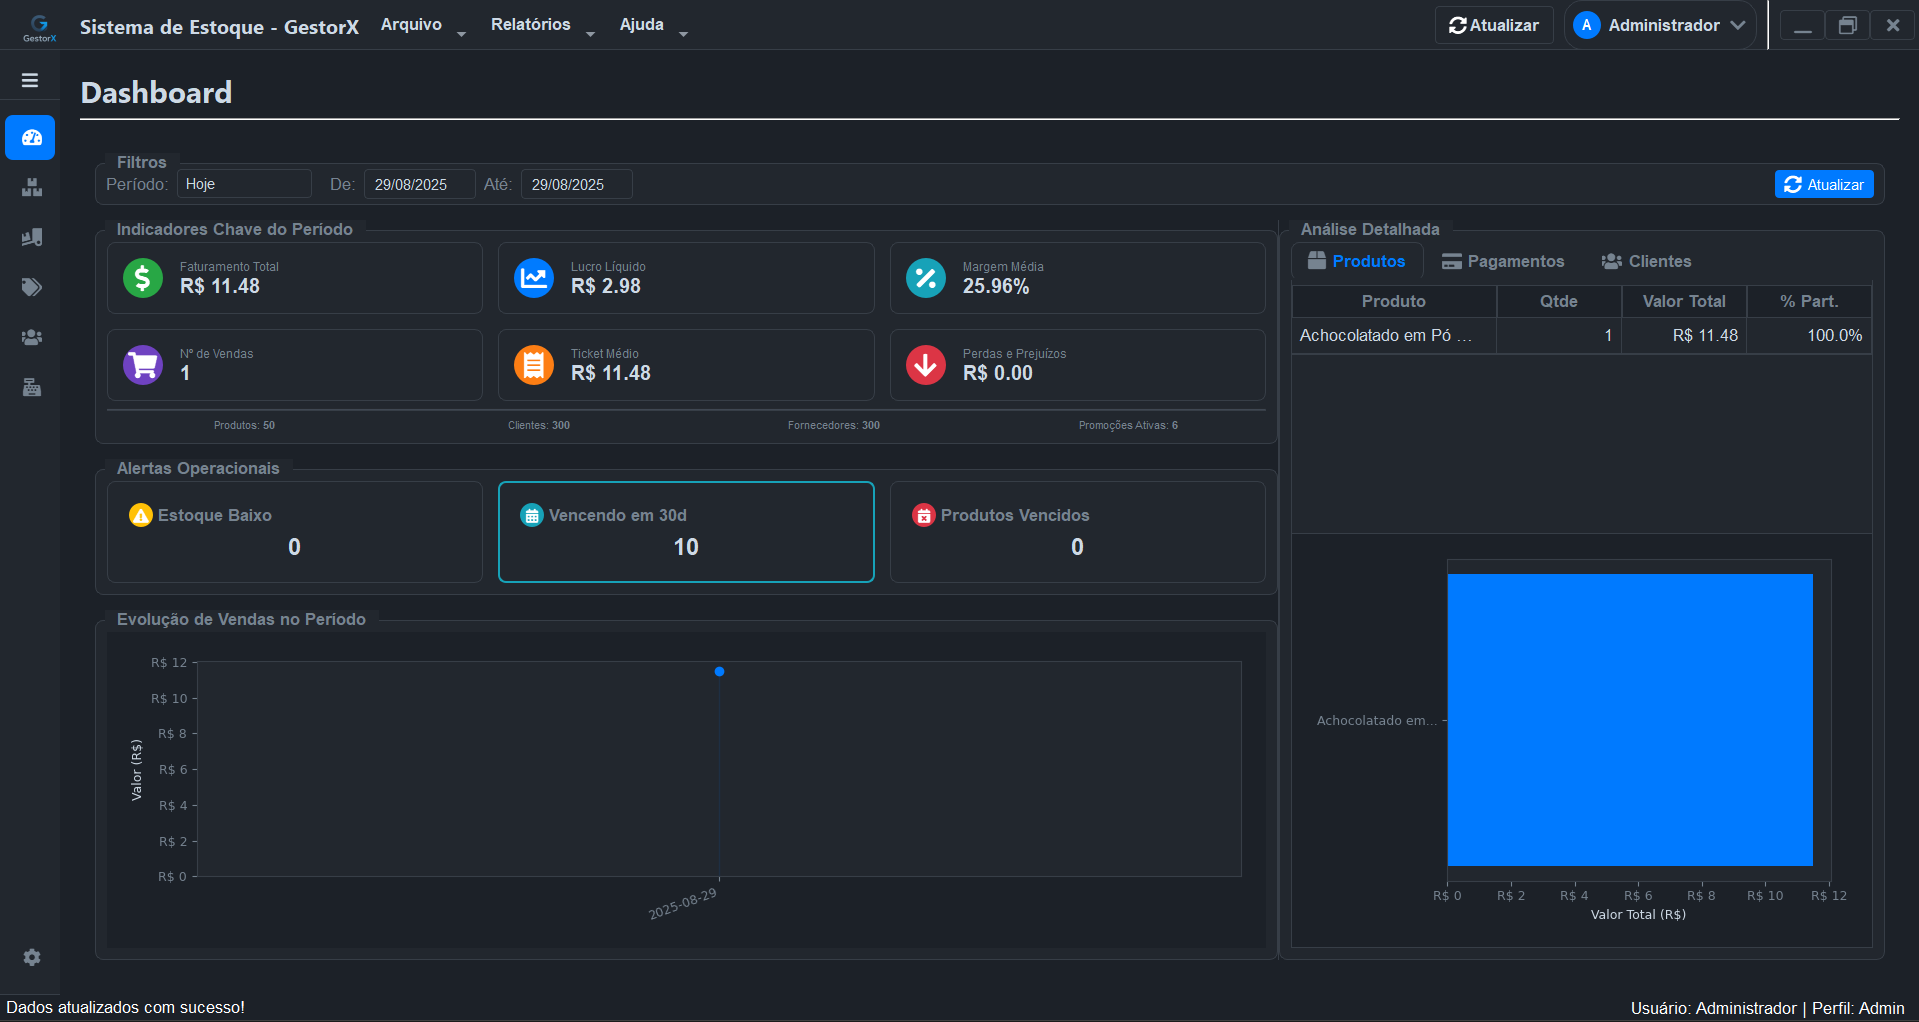 GestorX
Sistema de Estoque - GestorX
Arquivo
Relatórios
Ajuda
Atualizar
A
Administrador
Dashboard
Filtros
Período:
Hoje
De:
29/08/2025
Até:
29/08/2025
Atualizar
Indicadores Chave do Período
Faturamento Total
R$ 11.48
Lucro Líquido
R$ 2.98
Margem Média
25.96%
Nº de Vendas
1
Ticket Médio
R$ 11.48
Perdas e Prejuízos
R$ 0.00
Produtos: 50
Clientes: 300
Fornecedores: 300
Promoções Ativas: 6
Alertas Operacionais
Estoque Baixo
0
Vencendo em 30d
10
Produtos Vencidos
0
Evolução de Vendas no Período
R$ 12
R$ 10
R$ 8
R$ 6
R$ 4
R$ 2
R$ 0
Valor (R$)
2025-08-29
Análise Detalhada
Produtos
Pagamentos
Clientes
Produto Qtde Valor Total % Part.
Achocolatado em Pó ... 1 R$ 11.48 100.0%
Achocolatado em...
R$ 0 R$ 2 R$ 4 R$ 6 R$ 8 R$ 10 R$ 12
Valor Total (R$)
Dados atualizados com sucesso!
Usuário: Administrador | Perfil: Admin